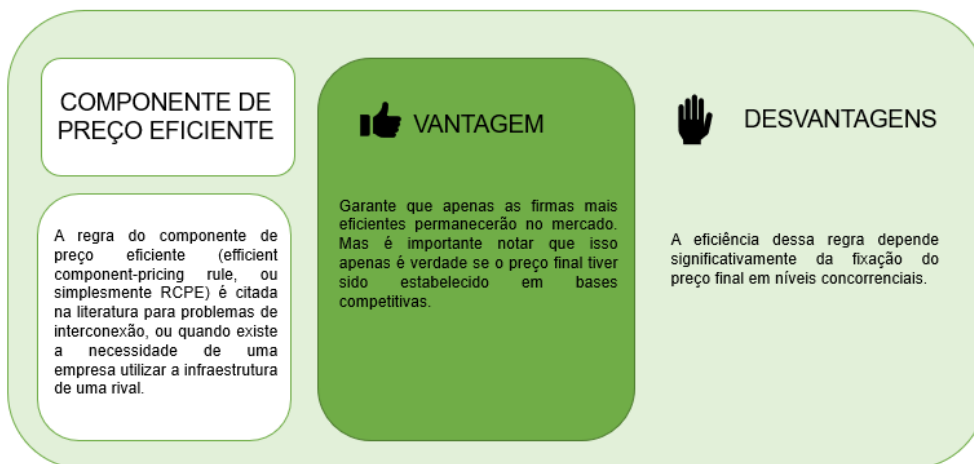 COMPONENTE DE
PREÇO EFICIENTE
A regra do componente de
preço eficiente (efficient
component-pricing rule, ou
simplesmente RCPE) é citada
na literatura para problemas de
interconexão, ou quando existe
a necessidade de uma
empresa utilizar a infraestrutura
de uma rival.
VANTAGEM
Garante que apenas as firmas mais
eficientes permanecerão no mercado.
Mas é importante notar que isso
apenas é verdade se o preço final tiver
sido estabelecido em bases
competitivas.
DESVANTAGENS
A eficiência dessa regra depende
significativamente da fixação do
preço final em níveis concorrenciais.